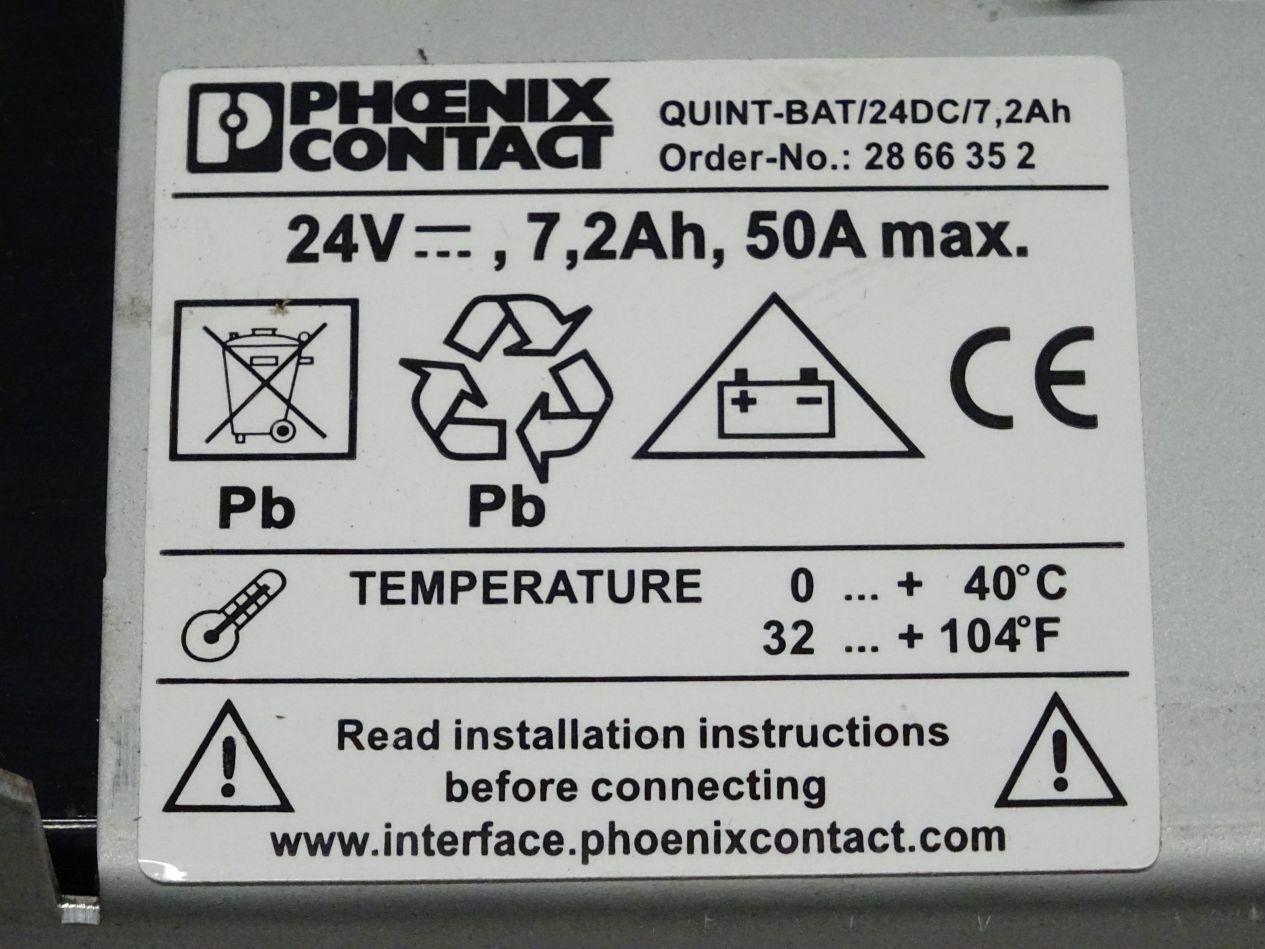 PHŒNIX
CONTACT
QUINT-BAT/24DC/7,2Ah
Order-No.: 28 66 35 2
24V⎓, 7,2Ah, 50A max.
+ −
CE
Pb
Pb
TEMPERATURE 0 ... + 40°C
32 ... + 104°F
Read installation instructions
before connecting
www.interface.phoenixcontact.com